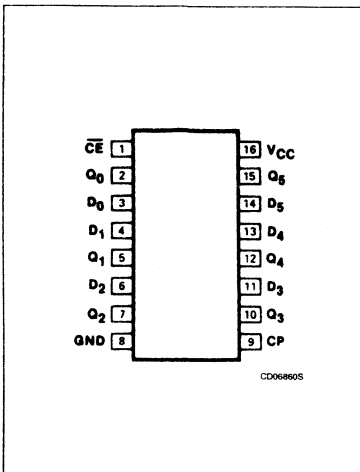 C̅E̅ 1 16 VCC
Q0 2 15 Q5
D0 3 14 D5
D1 4 13 D4
Q1 5 12 Q4
D2 6 11 D3
Q2 7 10 Q3
GND 8 9 CP
CD06860S